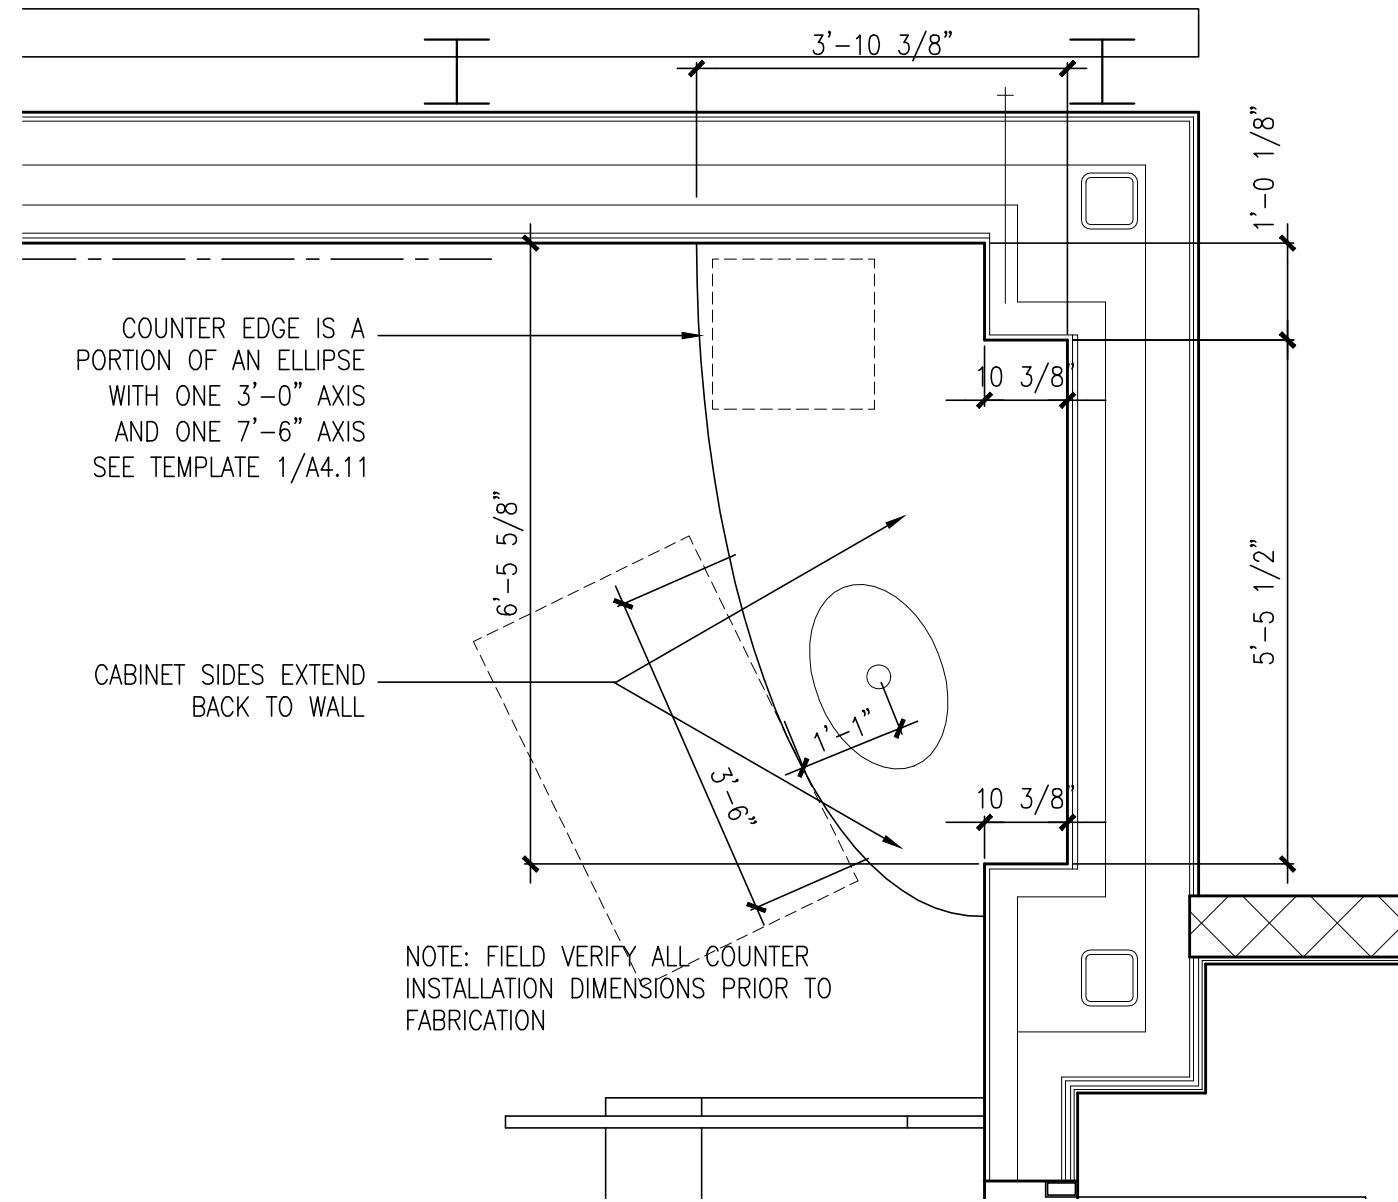 3'-10 3/8"
1'-0 1/8"
COUNTER EDGE IS A
PORTION OF AN ELLIPSE
WITH ONE 3'-0" AXIS
AND ONE 7'-6" AXIS
SEE TEMPLATE 1/A4.11
10 3/8"
6'-5 5/8"
5'-5 1/2"
CABINET SIDES EXTEND
BACK TO WALL
1'-1"
3'-6"
10 3/8"
NOTE: FIELD VERIFY ALL COUNTER
INSTALLATION DIMENSIONS PRIOR TO
FABRICATION